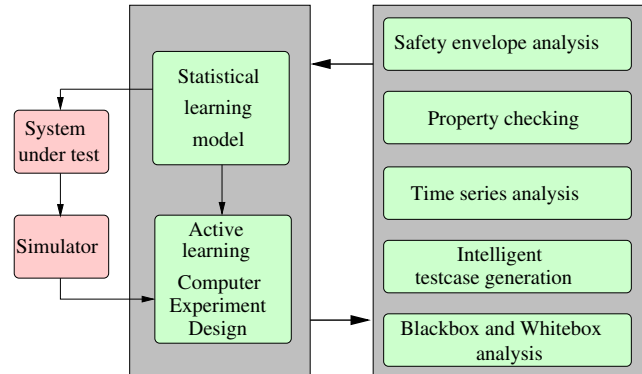 System
under test
Simulator
Statistical
learning
model
Active
learning
Computer
Experiment
Design
Safety envelope analysis
Property checking
Time series analysis
Intelligent
testcase generation
Blackbox and Whitebox
analysis